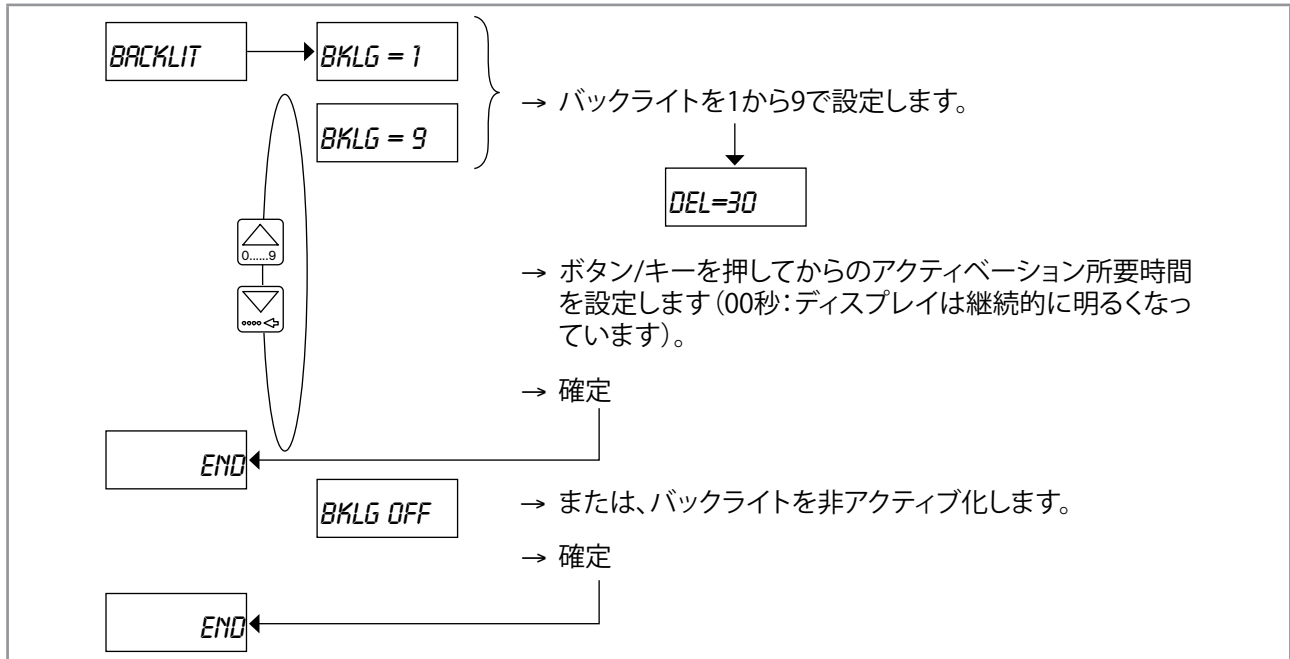 BACKLIT
BKLG = 1
BKLG = 9
→ バックライトを1から9で設定します。
DEL=30
0......9
→ ボタン/キーを押してからのアクティベーション所要時間
を設定します（00秒：ディスプレイは継続的に明るくなっ
ています）。
→ 確定
END
BKLG OFF
→ または、バックライトを非アクティブ化します。
→ 確定
END